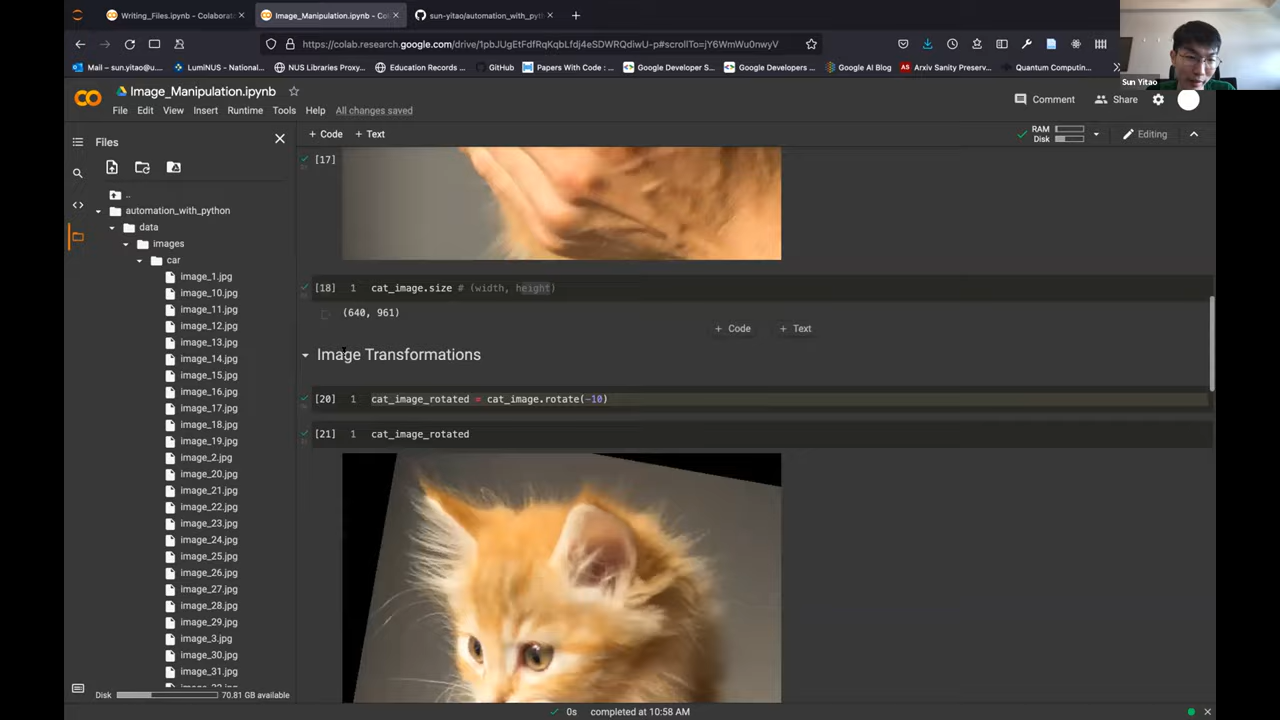 Writing_Files.ipynb - Colaborato
Image_Manipulation.ipynb - Col
sun-yitao/automation_with_pyth
https://colab.research.google.com/drive/1pbJUgEtFdfRqKqbLfdj4eSDWRQdiwU-p#scrollTo=jY6WmWu0nwyV
Mail – sun.yitao@u....
LumiNUS - National...
NUS Libraries Proxy...
Education Records ...
GitHub
Papers With Code : ...
Google Developer S...
Google Developers ...
Google AI Blog
Arxiv Sanity Preserv...
Quantum Computin...
Sun Yitao
Image_Manipulation.ipynb
File Edit View Insert Runtime Tools Help All changes saved
Comment
Share
Files
+ Code + Text
RAM
Disk
Editing
..
automation_with_python
data
images
car
image_1.jpg
image_10.jpg
image_11.jpg
image_12.jpg
image_13.jpg
image_14.jpg
image_15.jpg
image_16.jpg
image_17.jpg
image_18.jpg
image_19.jpg
image_2.jpg
image_20.jpg
image_21.jpg
image_22.jpg
image_23.jpg
image_24.jpg
image_25.jpg
image_26.jpg
image_27.jpg
image_28.jpg
image_29.jpg
image_3.jpg
image_30.jpg
image_31.jpg
Disk 70.81 GB available
[17]
[18] 1 cat_image.size # (width, height)
(640, 961)
+ Code + Text
Image Transformations
[20] 1 cat_image_rotated = cat_image.rotate(-10)
[21] 1 cat_image_rotated
0s completed at 10:58 AM